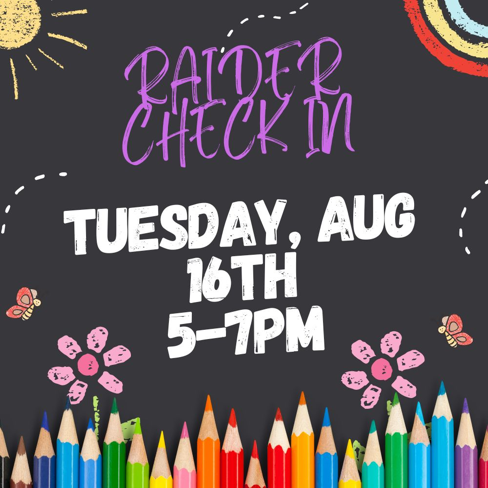 RAIDER
CHECK IN
TUESDAY, AUG
16TH
5-7PM